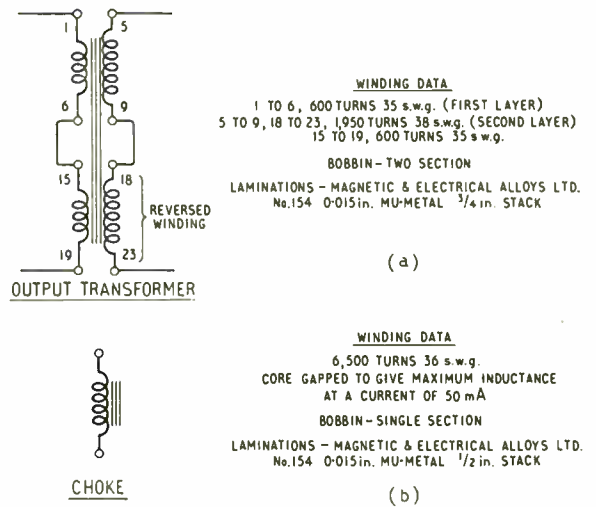 1
5
6
9
15
18
REVERSED
WINDING
19
23
OUTPUT TRANSFORMER
WINDING DATA
1 TO 6, 600 TURNS 35 s.w.g. (FIRST LAYER)
5 TO 9, 18 TO 23, 1,950 TURNS 38 s.w.g. (SECOND LAYER)
15 TO 19, 600 TURNS 35 s.w.g.
BOBBIN - TWO SECTION
LAMINATIONS - MAGNETIC & ELECTRICAL ALLOYS LTD.
No.154 0·015in. MU-METAL 3/4 in. STACK
(a)
CHOKE
WINDING DATA
6,500 TURNS 36 s.w.g.
CORE GAPPED TO GIVE MAXIMUM INDUCTANCE
AT A CURRENT OF 50 mA
BOBBIN - SINGLE SECTION
LAMINATIONS - MAGNETIC & ELECTRICAL ALLOYS LTD.
No.154 0·015in. MU-METAL 1/2 in. STACK
(b)